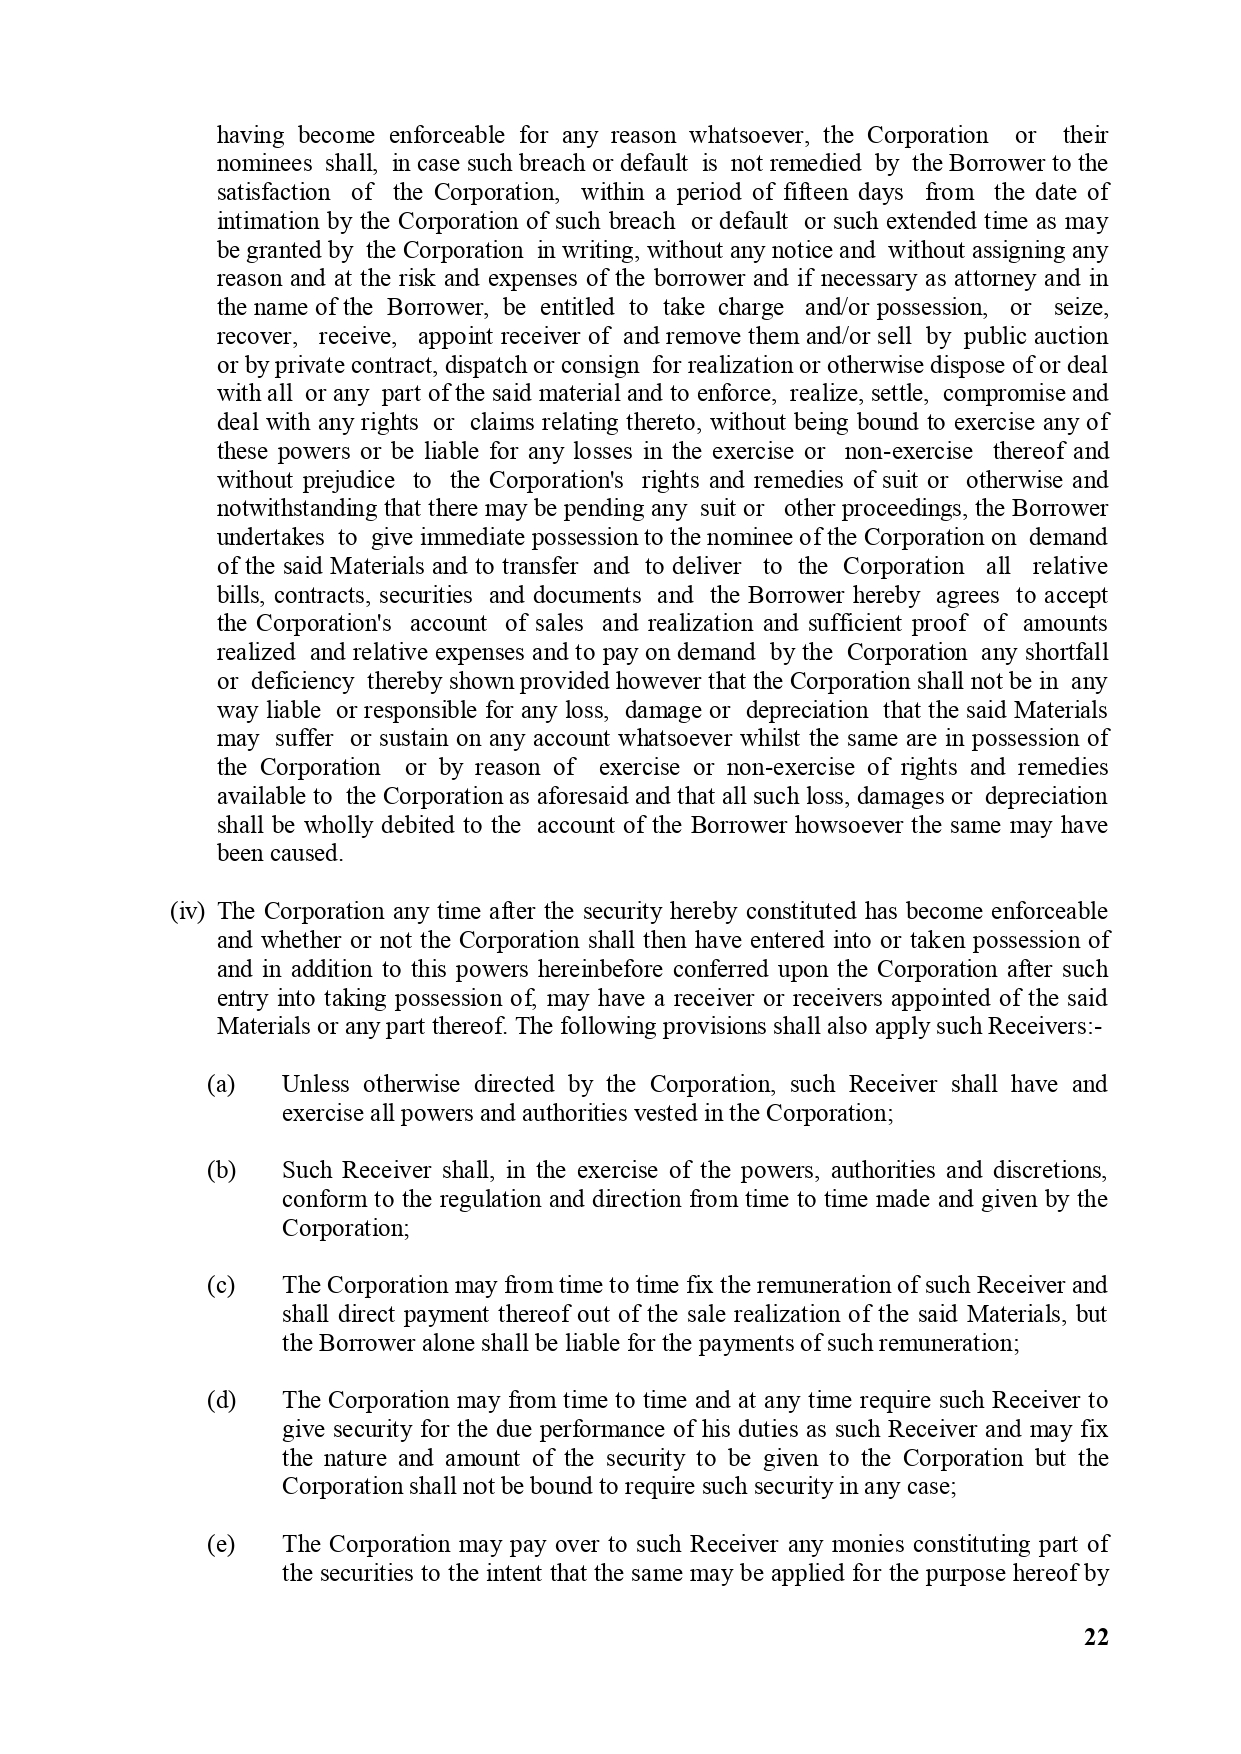 having become enforceable for any reason whatsoever, the Corporation or their
nominees shall, in case such breach or default is not remedied by the Borrower to the
satisfaction of the Corporation, within a period of fifteen days from the date of
intimation by the Corporation of such breach or default or such extended time as may
be granted by the Corporation in writing, without any notice and without assigning any
reason and at the risk and expenses of the borrower and if necessary as attorney and in
the name of the Borrower, be entitled to take charge and/or possession, or seize,
recover, receive, appoint receiver of and remove them and/or sell by public auction
or by private contract, dispatch or consign for realization or otherwise dispose of or deal
with all or any part of the said material and to enforce, realize, settle, compromise and
deal with any rights or claims relating thereto, without being bound to exercise any of
these powers or be liable for any losses in the exercise or non-exercise thereof and
without prejudice to the Corporation's rights and remedies of suit or otherwise and
notwithstanding that there may be pending any suit or other proceedings, the Borrower
undertakes to give immediate possession to the nominee of the Corporation on demand
of the said Materials and to transfer and to deliver to the Corporation all relative
bills, contracts, securities and documents and the Borrower hereby agrees to accept
the Corporation's account of sales and realization and sufficient proof of amounts
realized and relative expenses and to pay on demand by the Corporation any shortfall
or deficiency thereby shown provided however that the Corporation shall not be in any
way liable or responsible for any loss, damage or depreciation that the said Materials
may suffer or sustain on any account whatsoever whilst the same are in possession of
the Corporation or by reason of exercise or non-exercise of rights and remedies
available to the Corporation as aforesaid and that all such loss, damages or depreciation
shall be wholly debited to the account of the Borrower howsoever the same may have
been caused.
(iv) The Corporation any time after the security hereby constituted has become enforceable
and whether or not the Corporation shall then have entered into or taken possession of
and in addition to this powers hereinbefore conferred upon the Corporation after such
entry into taking possession of, may have a receiver or receivers appointed of the said
Materials or any part thereof. The following provisions shall also apply such Receivers:-
(a) Unless otherwise directed by the Corporation, such Receiver shall have and
exercise all powers and authorities vested in the Corporation;
(b) Such Receiver shall, in the exercise of the powers, authorities and discretions,
conform to the regulation and direction from time to time made and given by the
Corporation;
(c) The Corporation may from time to time fix the remuneration of such Receiver and
shall direct payment thereof out of the sale realization of the said Materials, but
the Borrower alone shall be liable for the payments of such remuneration;
(d) The Corporation may from time to time and at any time require such Receiver to
give security for the due performance of his duties as such Receiver and may fix
the nature and amount of the security to be given to the Corporation but the
Corporation shall not be bound to require such security in any case;
(e) The Corporation may pay over to such Receiver any monies constituting part of
the securities to the intent that the same may be applied for the purpose hereof by
22